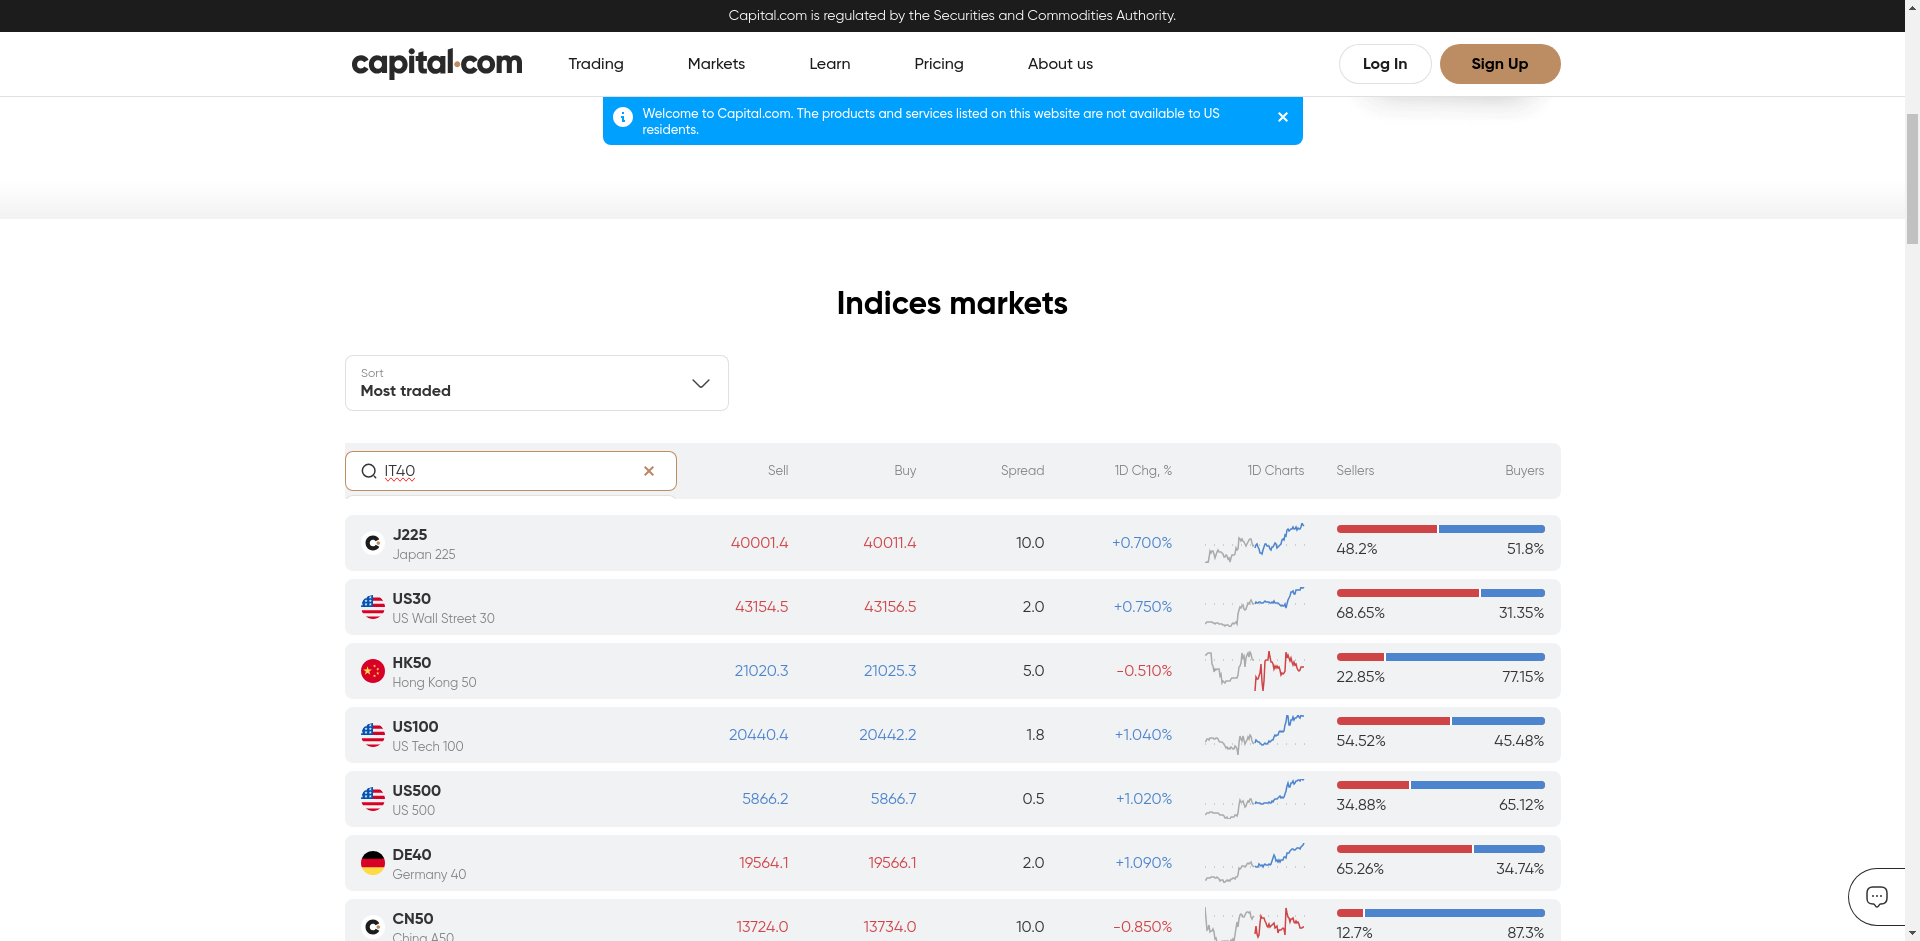 Capital.com is regulated by the Securities and Commodities Authority.
capital.com
Trading
Markets
Learn
Pricing
About us
Log In
Sign Up
Welcome to Capital.com. The products and services listed on this website are not available to US
residents.
Indices markets
Sort
Most traded
IT40
Sell
Buy
Spread
1D Chg, %
1D Charts
Sellers
Buyers
J225
Japan 225
40001.4
40011.4
10.0
+0.700%
48.2%
51.8%
US30
US Wall Street 30
43154.5
43156.5
2.0
+0.750%
68.65%
31.35%
HK50
Hong Kong 50
21020.3
21025.3
5.0
-0.510%
22.85%
77.15%
US100
US Tech 100
20440.4
20442.2
1.8
+1.040%
54.52%
45.48%
US500
US 500
5866.2
5866.7
0.5
+1.020%
34.88%
65.12%
DE40
Germany 40
19564.1
19566.1
2.0
+1.090%
65.26%
34.74%
CN50
China A50
13724.0
13734.0
10.0
-0.850%
12.7%
87.3%